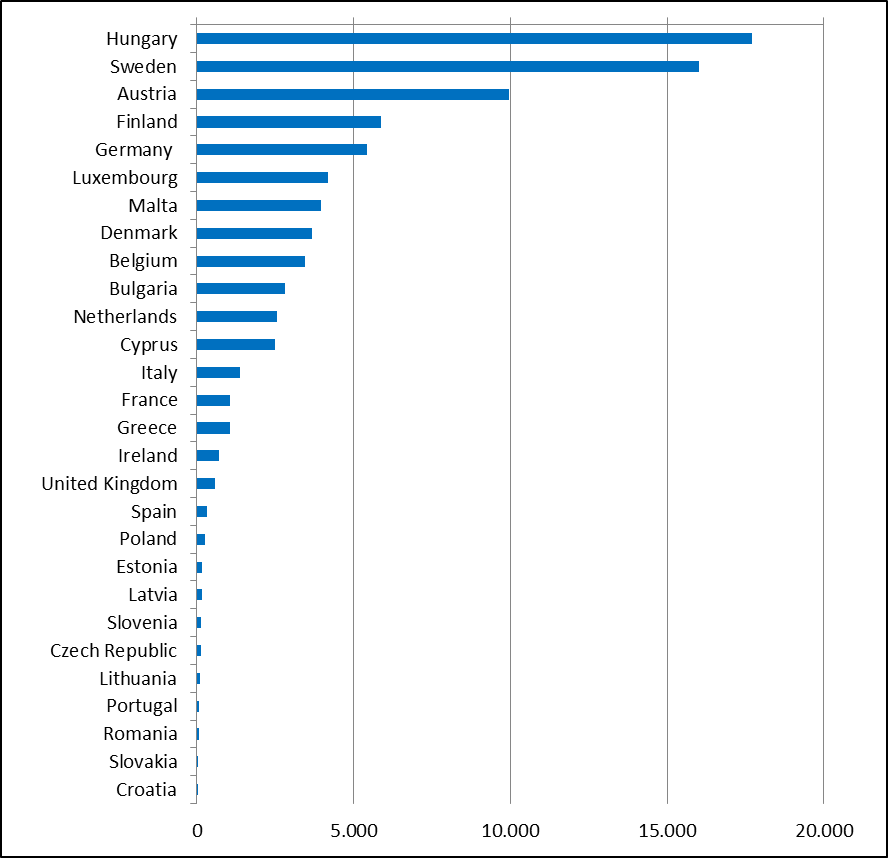 Hungary
Sweden
Austria
Finland
Germany
Luxembourg
Malta
Denmark
Belgium
Bulgaria
Netherlands
Cyprus
Italy
France
Greece
Ireland
United Kingdom
Spain
Poland
Estonia
Latvia
Slovenia
Czech Republic
Lithuania
Portugal
Romania
Slovakia
Croatia
0 5.000 10.000 15.000 20.000